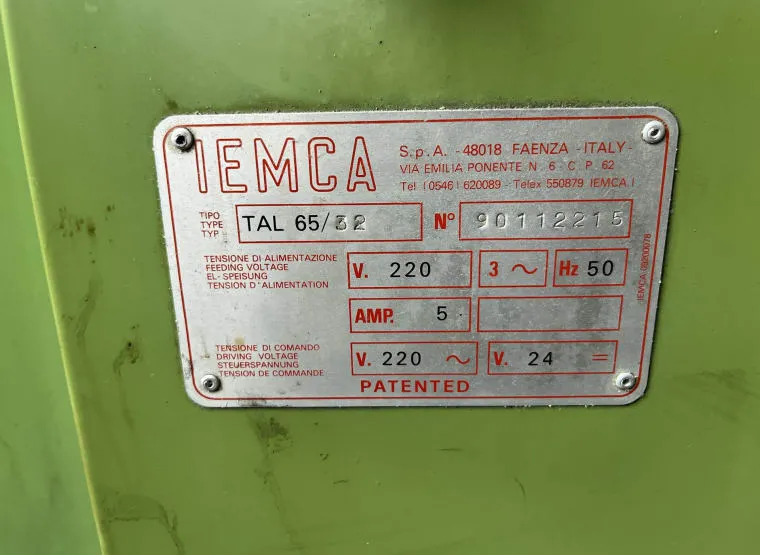 IEMCA
S.p.A. - 48018 FAENZA - ITALY -
VIA EMILIA PONENTE N. 6 - C. P. 62
Tel. (0546) 620089 - Telex 550879 IEMCA I
TIPO
TYPE
TYP
TAL 65/32
N° 90112215
TENSIONE DI ALIMENTAZIONE
FEEDING VOLTAGE
EL-SPEISUNG
TENSION D'ALIMENTATION
V. 220
3 ~
Hz 50
AMP. 5
TENSIONE DI COMANDO
DRIVING VOLTAGE
STEUERSPANNUNG
TENSION DE COMMANDE
V. 220 ~
V. 24 =
PATENTED